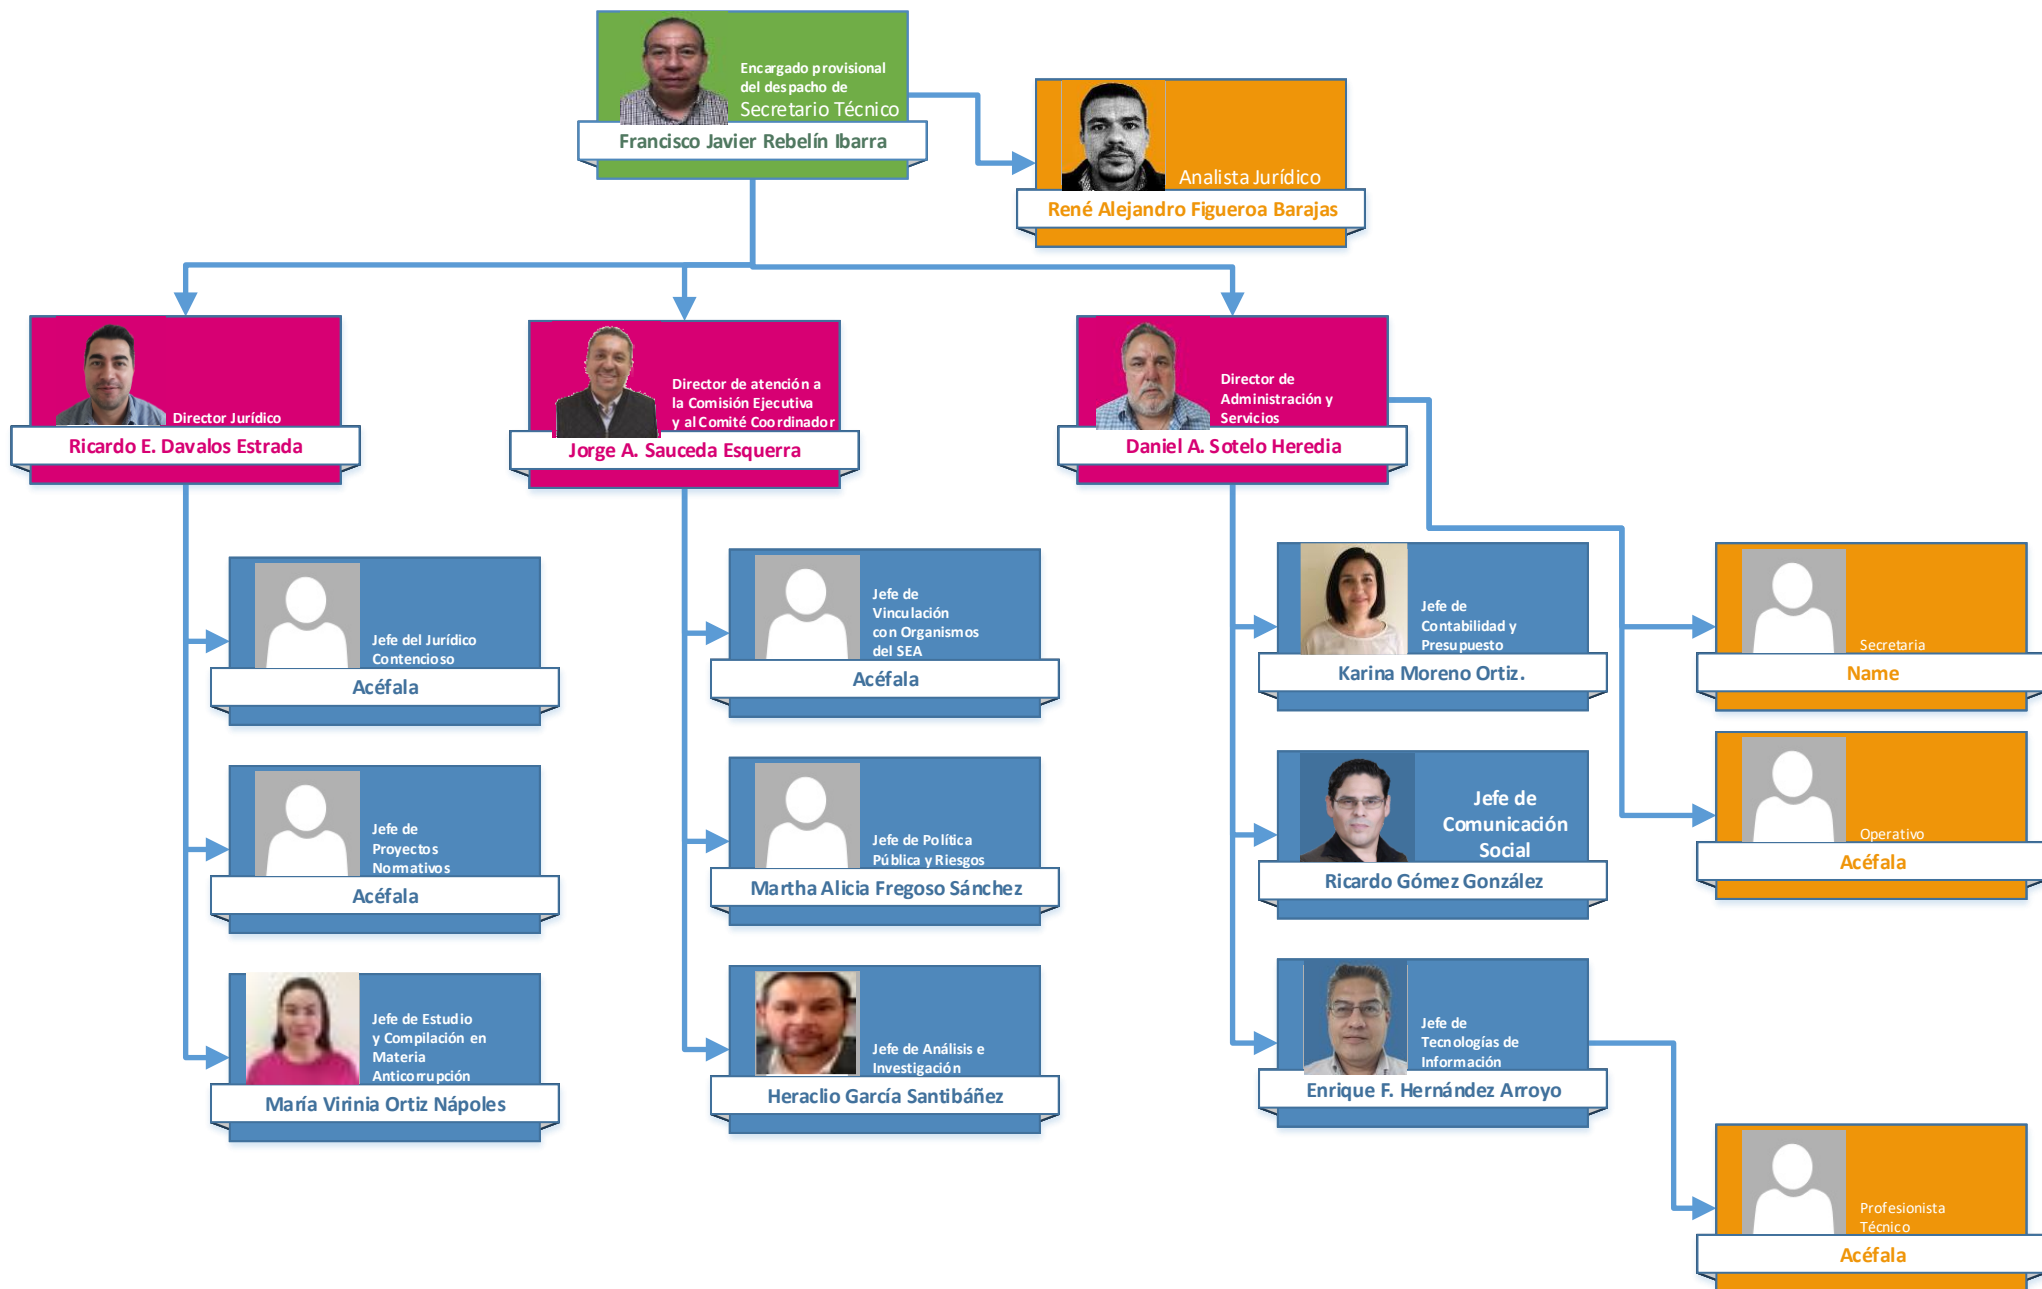 Encargado provisional
del despacho de
Secretario Técnico
Francisco Javier Rebelín Ibarra
Analista Jurídico
René Alejandro Figueroa Barajas
Director Jurídico
Ricardo E. Davalos Estrada
Director de atención a
la Comisión Ejecutiva
y al Comité Coordinador
Jorge A. Sauceda Esquerra
Director de
Administración y
Servicios
Daniel A. Sotelo Heredia
Jefe del Jurídico
Contencioso
Acéfala
Jefe de
Vinculación
con Organismos
del SEA
Acéfala
Jefe de
Contabilidad y
Presupuesto
Karina Moreno Ortiz.
Secretaria
Name
Jefe de
Proyectos
Normativos
Acéfala
Jefe de Política
Pública y Riesgos
Martha Alicia Fregoso Sánchez
Jefe de
Comunicación
Social
Ricardo Gómez González
Operativo
Acéfala
Jefe de Estudio
y Compilación en
Materia
Anticorrupción
María Virinia Ortiz Nápoles
Jefe de Análisis e
Investigación
Heraclio García Santibáñez
Jefe de
Tecnologías de
Información
Enrique F. Hernández Arroyo
Profesionista
Técnico
Acéfala